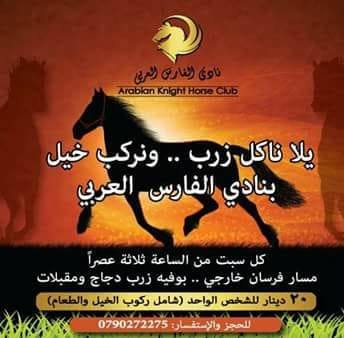 نادي الفارس العربي
Arabian Knight Horse Club
يلا ناكل زرب .. ونركب خيل
بنادي الفارس العربي
كل سبت من الساعة ثلاثة عصراً
مسار فرسان خارجي .. بوفيه زرب دجاج ومقبلات
٢٠ دينار للشخص الواحد (شامل ركوب الخيل والطعام)
للحجز والإستفسار: 0790272275